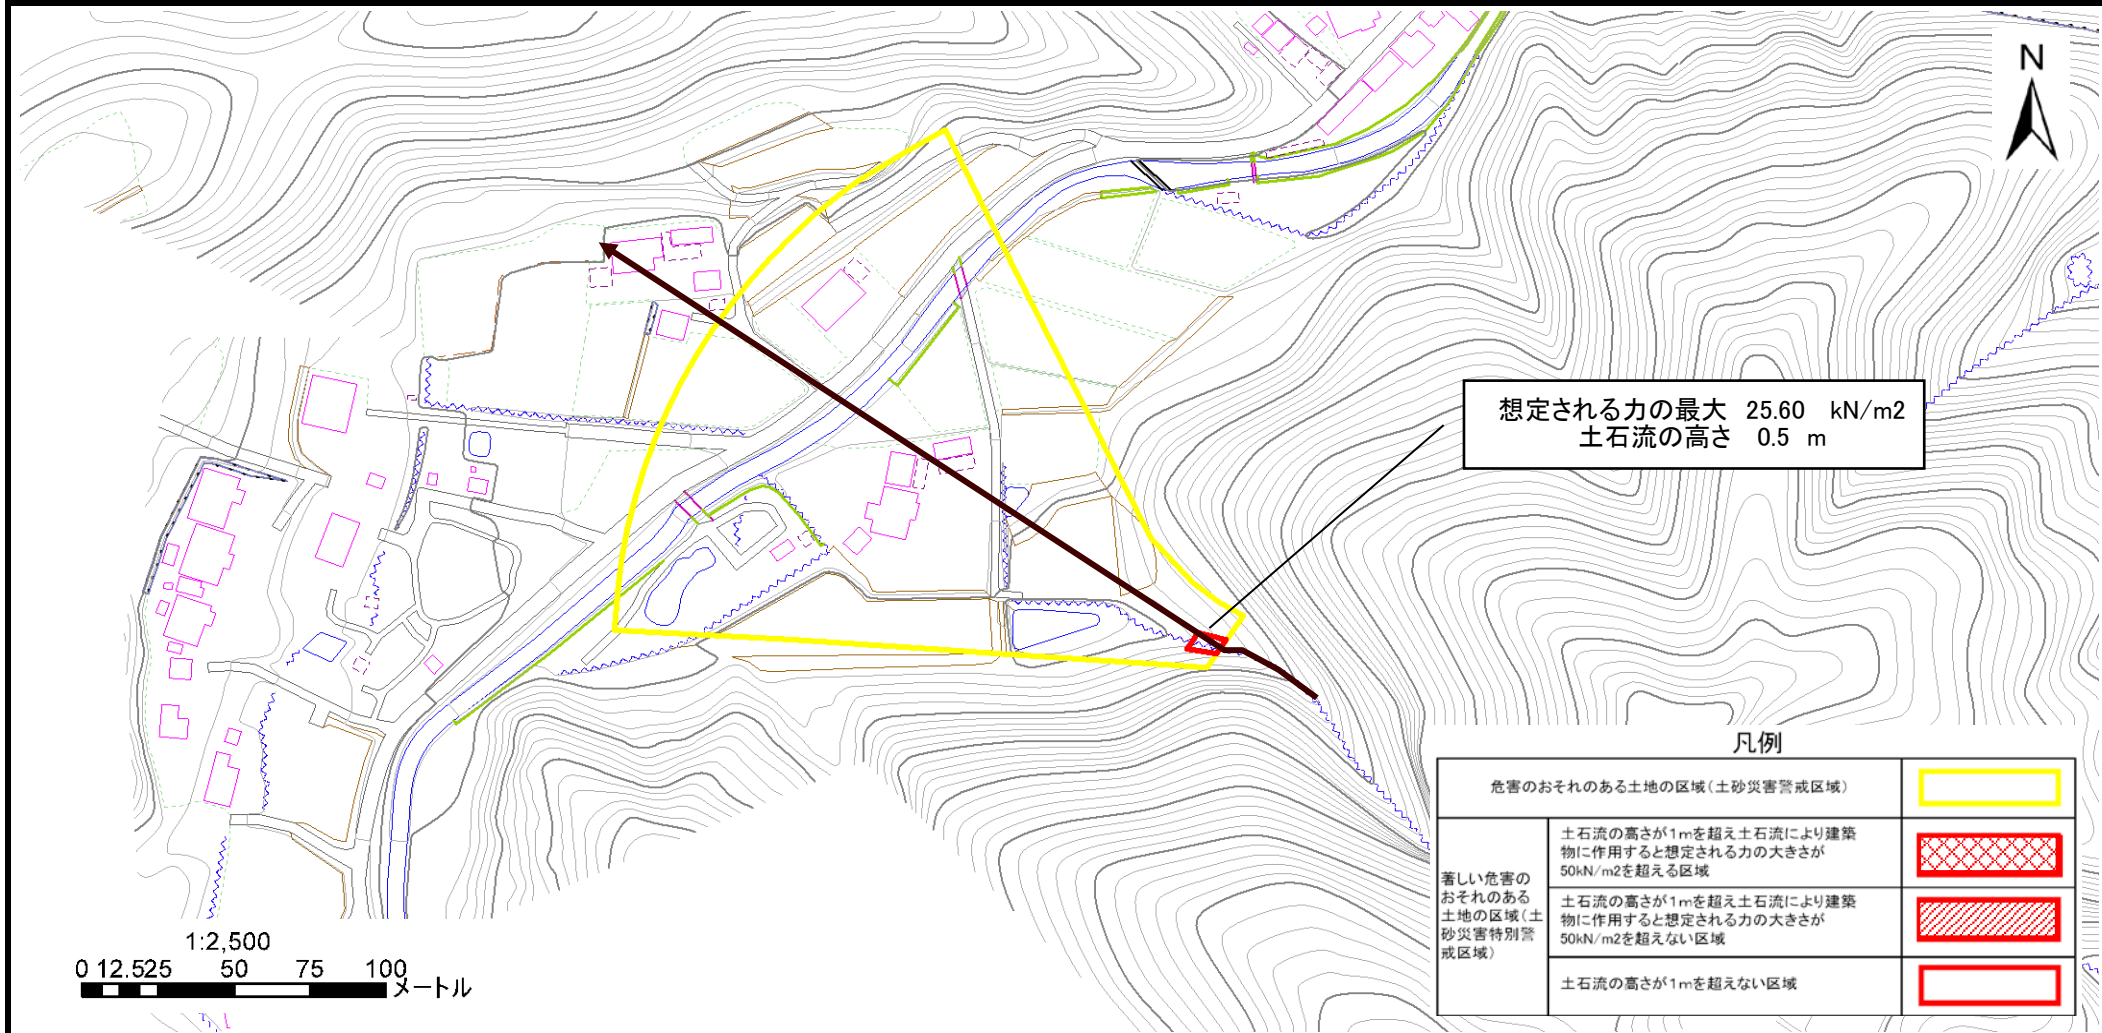 N
想定される力の最大 25.60 kN/m2
土石流の高さ 0.5 m
凡例
危害のおそれのある土地の区域(土砂災害警戒区域)
著しい危害の
おそれのある
土地の区域(土
砂災害特別警
戒区域)
土石流の高さが1mを超え土石流により建築
物に作用すると想定される力の大きさが
50kN/m2を超える区域
土石流の高さが1mを超え土石流により建築
物に作用すると想定される力の大きさが
50kN/m2を超えない区域
土石流の高さが1mを超えない区域
1:2,500
0 12.525 50 75 100
メートル